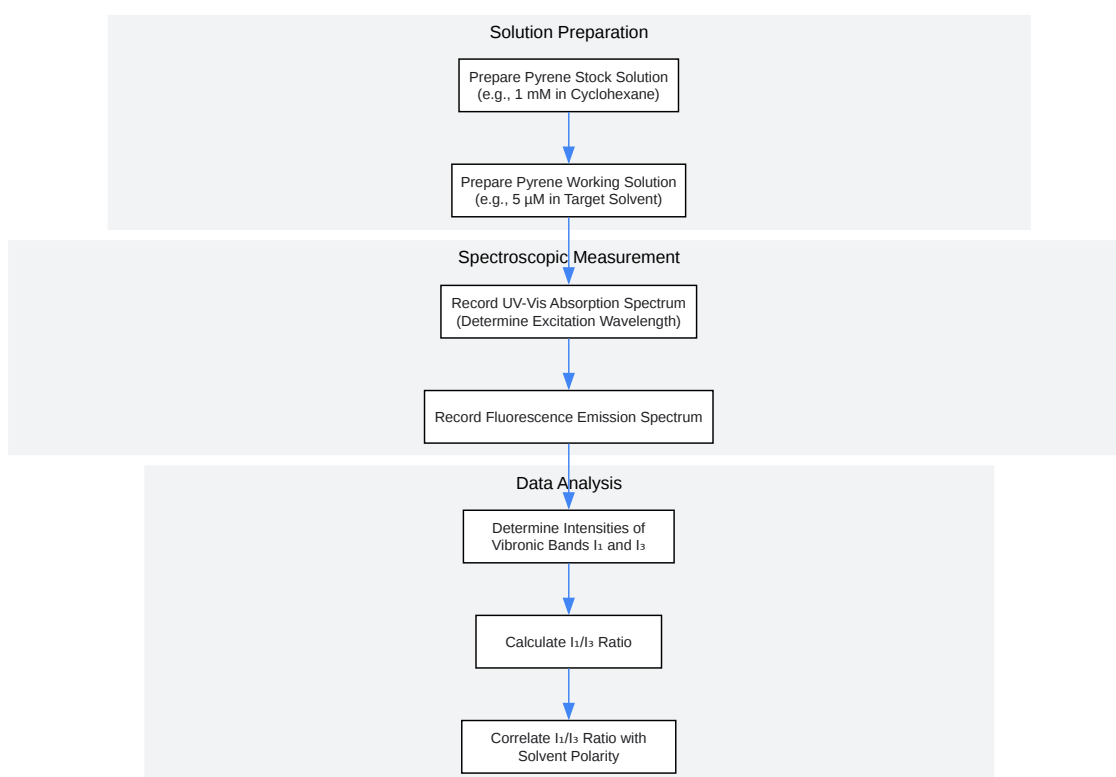 Solution Preparation
Prepare Pyrene Stock Solution
(e.g., 1 mM in Cyclohexane)
Prepare Pyrene Working Solution
(e.g., 5 µM in Target Solvent)
Spectroscopic Measurement
Record UV-Vis Absorption Spectrum
(Determine Excitation Wavelength)
Record Fluorescence Emission Spectrum
Data Analysis
Determine Intensities of
Vibronic Bands I₁ and I₃
Calculate I₁/I₃ Ratio
Correlate I₁/I₃ Ratio with
Solvent Polarity